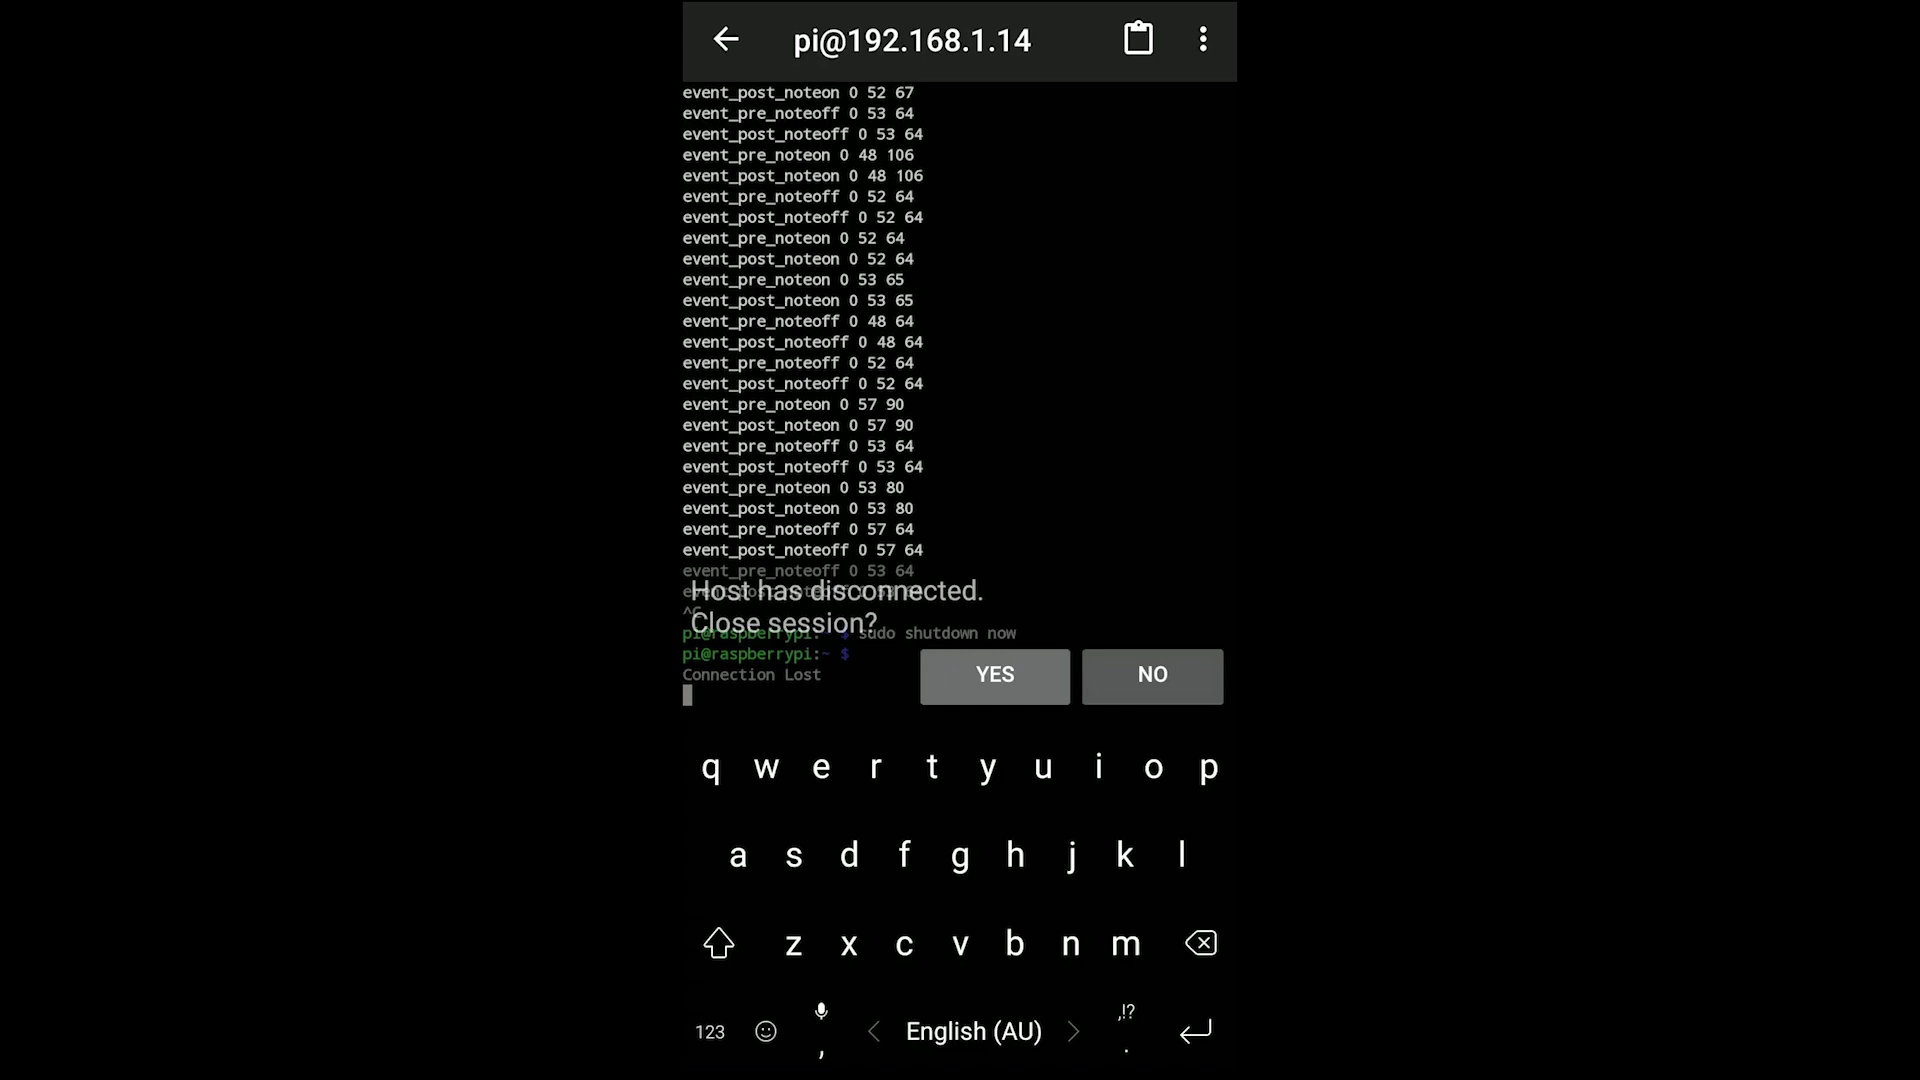 pi@192.168.1.14
event_post_noteon 0 52 67
event_pre_noteoff 0 53 64
event_post_noteoff 0 53 64
event_pre_noteon 0 48 106
event_post_noteon 0 48 106
event_pre_noteoff 0 52 64
event_post_noteoff 0 52 64
event_pre_noteon 0 52 64
event_post_noteon 0 52 64
event_pre_noteon 0 53 65
event_post_noteon 0 53 65
event_pre_noteoff 0 48 64
event_post_noteoff 0 48 64
event_pre_noteoff 0 52 64
event_post_noteoff 0 52 64
event_pre_noteon 0 57 90
event_post_noteon 0 57 90
event_pre_noteoff 0 53 64
event_post_noteoff 0 53 64
event_pre_noteon 0 53 80
event_post_noteon 0 53 80
event_pre_noteoff 0 57 64
event_post_noteoff 0 57 64
event_pre_noteoff 0 53 64
Host has disconnected.
^C
Close session?
pi@raspberrypi:~ $ sudo shutdown now
pi@raspberrypi:~ $
Connection Lost
YES NO
q w e r t y u i o p
a s d f g h j k l
z x c v b n m
123 , English (AU) ,!? .